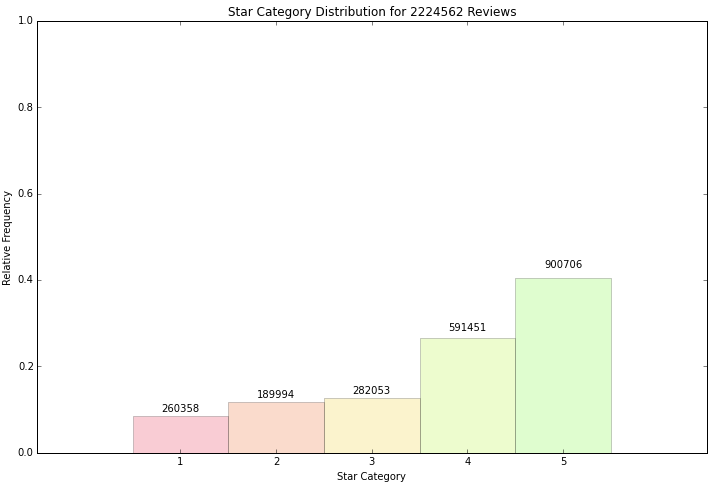 Star Category Distribution for 2224562 Reviews
1.0
0.8
0.6
0.4
0.2
0.0
Relative Frequency
260358
189994
282053
591451
900706
1 2 3 4 5
Star Category